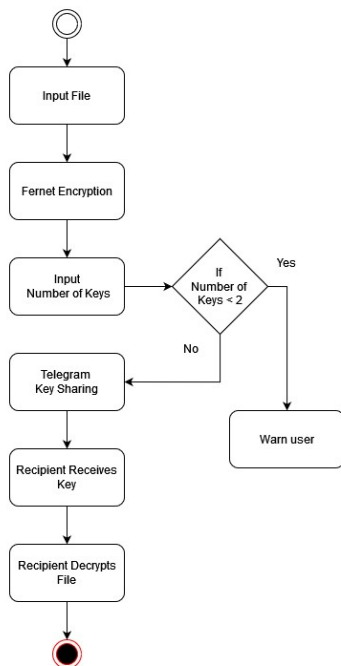 Input File
Fernet Encryption
Input
Number of Keys
If
Number of
Keys < 2
Yes
No
Telegram
Key Sharing
Warn user
Recipient Receives
Key
Recipient Decrypts
File